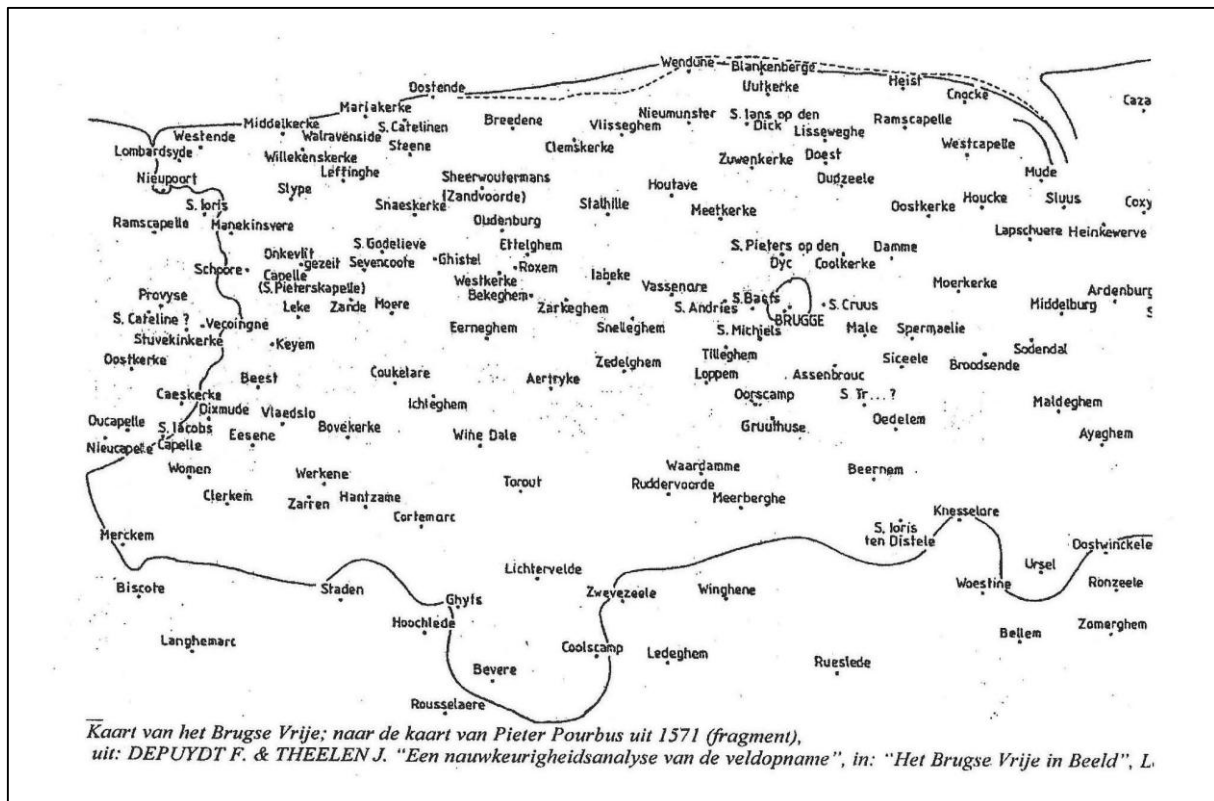 Wendune
Blankenberge
Oostende
Uutkerke
Heist
Cnocke
Caza
Mariakerke
Nieumunster
S. Ians op den
Dick
Middelkerke
S. Catelinen
Breedene
Vlisseghem
Ramscapelle
Westende
Walravenside
Lisseweghe
Lombardsyde
Willekenskerke
Steene
Clemskerke
Zuwenkerke
Doest
Westcapelle
Leftinghe
Mude
Nieupoort
Slype
Sheerwoutermans
(Zandvoorde)
Houtave
Dudzeele
S. Ioris
Snaeskerke
Stalhille
Meetkerke
Oostkerke
Houcke
Sluus
Coxy
Ramscapelle
Manekinsvere
Oudenburg
Lapschuere
Heinkewerve
S. Godelieve
Ettelghem
S. Pieters op den
Dyc
Damme
Onkevlit
gezeit
Capelle
(S. Pieterskapelle)
Sevencoote
Ghistel
Roxem
Coolkerke
Schoore
Westkerke
Iabeke
Vassenare
Moerkerke
Ardenburg
Provyse
Bekeghem
S. Baefs
Leke
Zande
Moere
Zarkeghem
S. Andries
S. Cruus
Middelburg
S. Cateline ?
Vecoingne
BRUGGE
Stuvekinkerke
Eerneghem
Snelleghem
S. Michiels
Male
Spermaelie
Keyem
Tilleghem
Sodendal
Oostkerke
Zedelghem
Siceele
Broodsende
Beest
Coukelare
Aertryke
Loppem
Assenbrouc
Caeskerke
Ichteghem
Oorscamp
S. Tr...?
Maldeghem
Dixmude
Vlaedslo
Oucapelle
S. Iacobs
Capelle
Eesene
Bovekerke
Wine Dale
Gruuthuse
Oedelem
Ayeghem
Nieucapelle
Women
Werkene
Torout
Waardamme
Beernem
Ruddervoorde
Clerkem
Zarren
Hantzame
Meerberghe
Cortemarc
Knesselare
Merckem
S. Ioris
ten Distele
Oostwinckele
Biscote
Staden
Lichtervelde
Ursel
Zwevezeele
Winghene
Woestine
Ronzeele
Ghyts
Hoochlede
Langhemarc
Bellem
Zomerghem
Coolscamp
Ledeghem
Rueslede
Bevere
Rousselaere
Kaart van het Brugse Vrije; naar de kaart van Pieter Pourbus uit 1571 (fragment),
uit: DEPUYDT F. & THEELEN J. "Een nauwkeurigheidsanalyse van de veldopname", in: "Het Brugse Vrije in Beeld", L